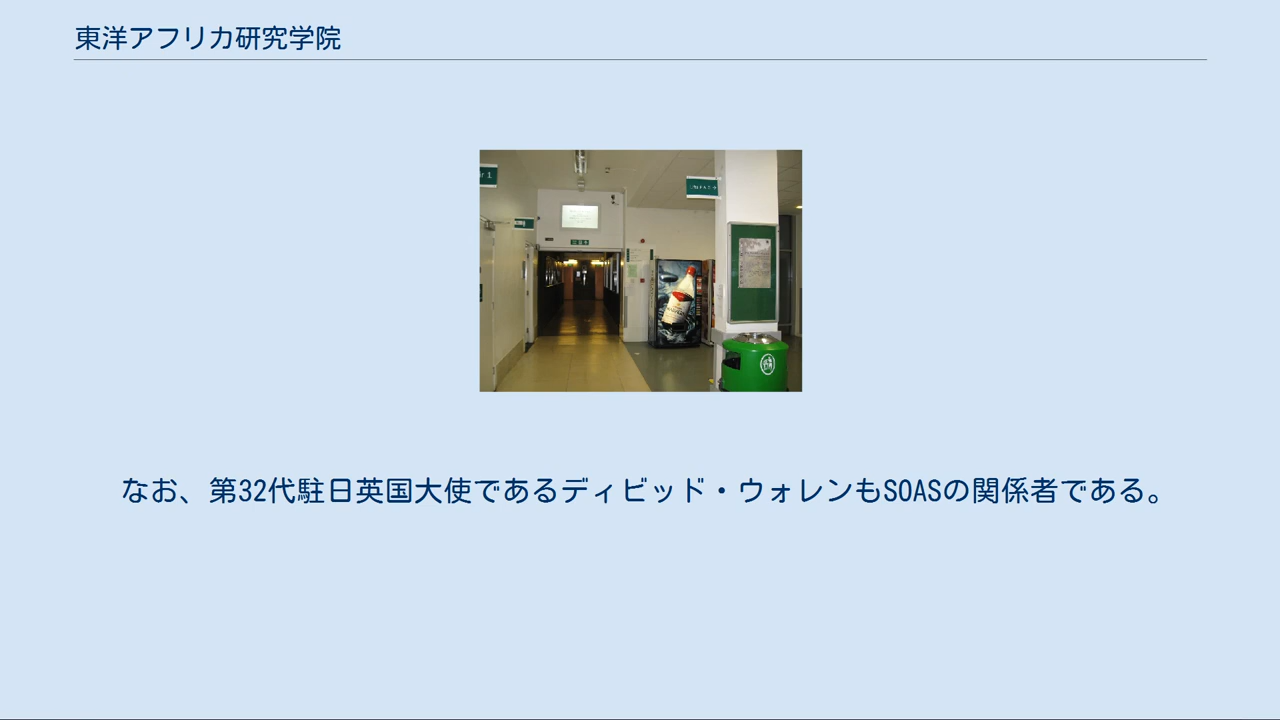 東洋アフリカ研究学院
なお、第32代駐日英国大使であるディビッド・ウォレンもSOASの関係者である。